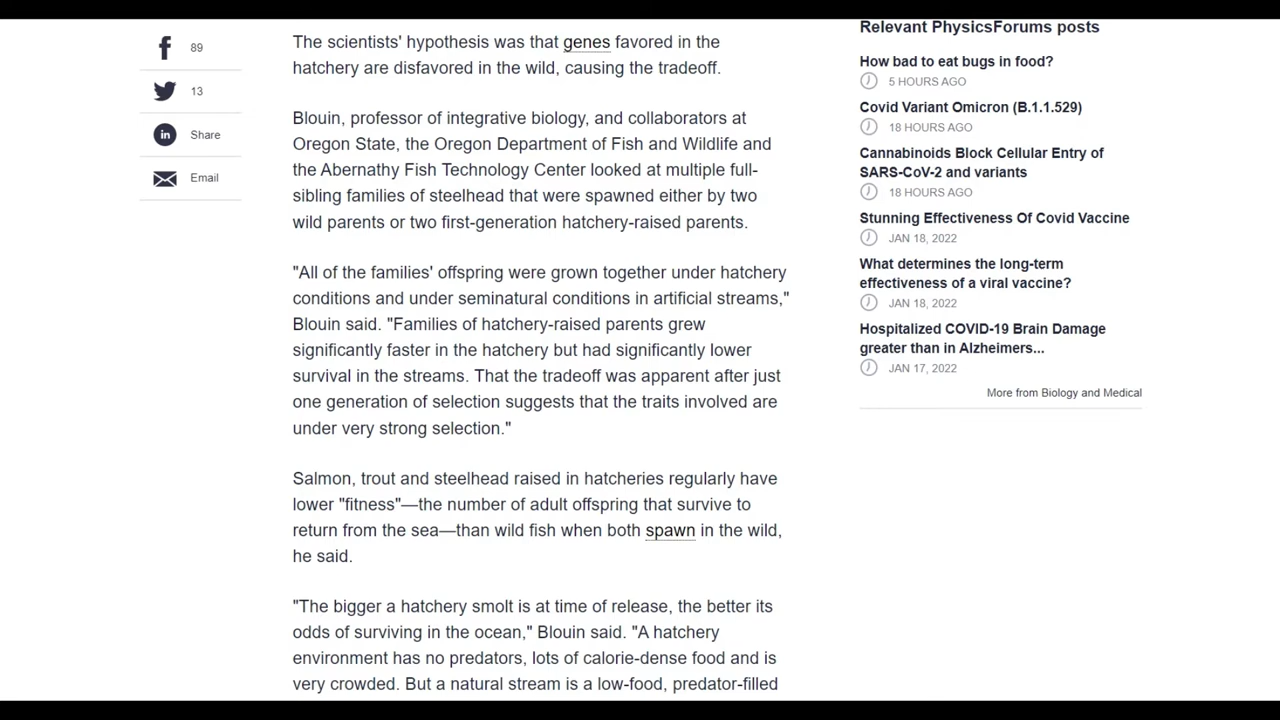 89
13
Share
Email
The scientists' hypothesis was that genes favored in the
hatchery are disfavored in the wild, causing the tradeoff.
Blouin, professor of integrative biology, and collaborators at
Oregon State, the Oregon Department of Fish and Wildlife and
the Abernathy Fish Technology Center looked at multiple full-
sibling families of steelhead that were spawned either by two
wild parents or two first-generation hatchery-raised parents.
"All of the families' offspring were grown together under hatchery
conditions and under seminatural conditions in artificial streams,"
Blouin said. "Families of hatchery-raised parents grew
significantly faster in the hatchery but had significantly lower
survival in the streams. That the tradeoff was apparent after just
one generation of selection suggests that the traits involved are
under very strong selection."
Salmon, trout and steelhead raised in hatcheries regularly have
lower "fitness"—the number of adult offspring that survive to
return from the sea—than wild fish when both spawn in the wild,
he said.
"The bigger a hatchery smolt is at time of release, the better its
odds of surviving in the ocean," Blouin said. "A hatchery
environment has no predators, lots of calorie-dense food and is
very crowded. But a natural stream is a low-food, predator-filled
Relevant PhysicsForums posts
How bad to eat bugs in food?
5 HOURS AGO
Covid Variant Omicron (B.1.1.529)
18 HOURS AGO
Cannabinoids Block Cellular Entry of
SARS-CoV-2 and variants
18 HOURS AGO
Stunning Effectiveness Of Covid Vaccine
JAN 18, 2022
What determines the long-term
effectiveness of a viral vaccine?
JAN 18, 2022
Hospitalized COVID-19 Brain Damage
greater than in Alzheimers...
JAN 17, 2022
More from Biology and Medical